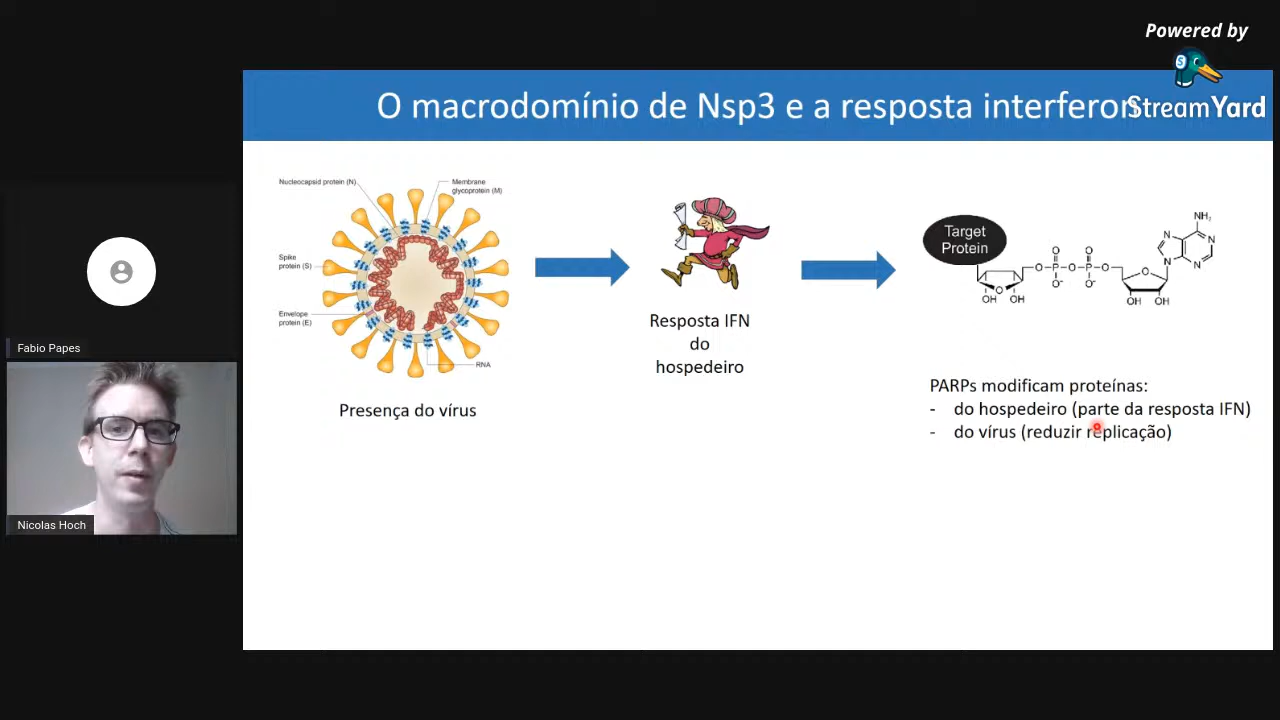 Powered by
StreamYard
O macrodomínio de Nsp3 e a resposta interferon
Nucleocapsid protein (N)
Membrane
glycoprotein (M)
Spike
protein (S)
Envelope
protein (E)
RNA
Presença do vírus
Resposta IFN
do
hospedeiro
Target
Protein
NH₂
N
N
N
N
O
O
O
O
P
O
P
O
O
O⁻
O⁻
O
OH
OH
OH
OH
PARPs modificam proteínas:
- do hospedeiro (parte da resposta IFN)
- do vírus (reduzir replicação)
Fabio Papes
Nicolas Hoch